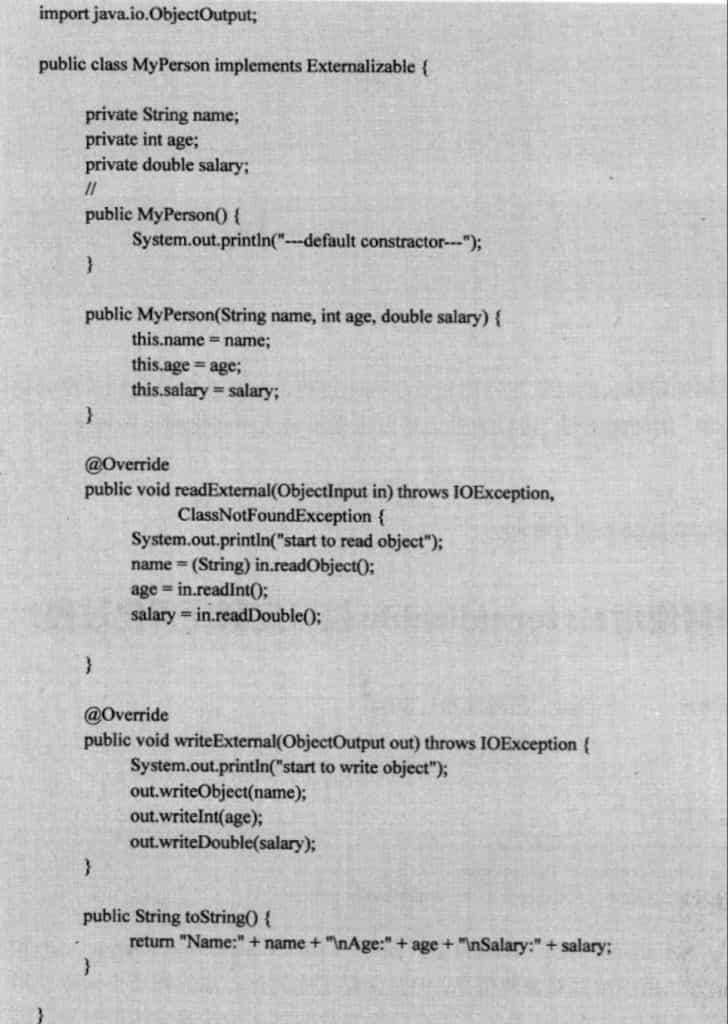 import java.io.ObjectOutput;
public class MyPerson implements Externalizable {
private String name;
private int age;
private double salary;
//
public MyPerson() {
System.out.println("---default constractor---");
}
public MyPerson(String name, int age, double salary) {
this.name = name;
this.age = age;
this.salary = salary;
}
@Override
public void readExternal(ObjectInput in) throws IOException,
ClassNotFoundException {
System.out.println("start to read object");
name = (String) in.readObject();
age = in.readInt();
salary = in.readDouble();
}
@Override
public void writeExternal(ObjectOutput out) throws IOException {
System.out.println("start to write object");
out.writeObject(name);
out.writeInt(age);
out.writeDouble(salary);
}
public String toString() {
return "Name:" + name + "\nAge:" + age + "\nSalary:" + salary;
}
}